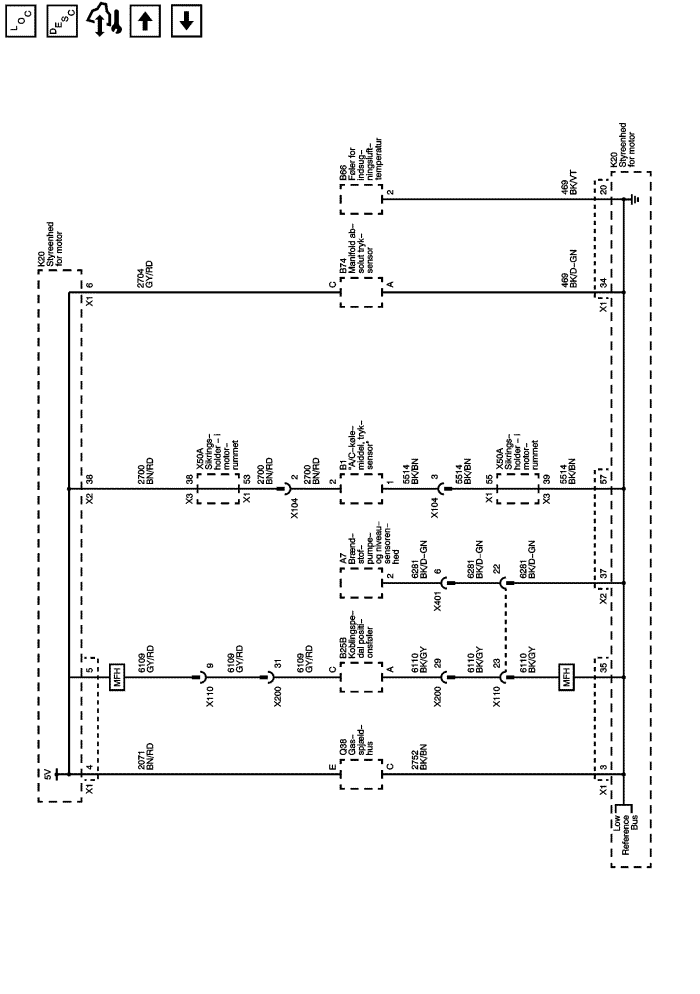 LOC
DESC
K20
Styreenhed
for motor
5V
X1
4
5
X2
38
X1
6
2071
BN/RD
MFH
6109
GY/RD
X110
9
6109
GY/RD
X200
31
6109
GY/RD
2700
BN/RD
X3
38
X50A
Sikrings-
holder - i
motor-
rummet
X1
53
2700
BN/RD
X104
2
2700
BN/RD
2704
GY/RD
E
Q38
Gas-
spjæld-
hus
C
C
B25B
Koblingspe-
dal positi-
onsføler
A
A7
Brænd-
stof-
pumpe-
og niveau-
sensoren-
hed
2
2
B1
"A/C-køle-
middel, tryk-
sensor"
1
C
B74
Manifold ab-
solut tryk-
sensor
A
B66
Føler for
indsug-
ningsluft-
temperatur
2
2752
BK/BN
6110
BK/GY
X200
29
6110
BK/GY
X110
23
6110
BK/GY
MFH
6281
BK/D-GN
X401
6
6281
BK/D-GN
22
6281
BK/D-GN
5514
BK/BN
X104
3
5514
BK/BN
X1
55
X50A
Sikrings-
holder - i
motor-
rummet
X3
39
5514
BK/BN
469
BK/D-GN
469
BK/VT
X1
3
35
X2
37
57
X1
34
20
K20
Styreenhed
for motor
Low
Reference
Bus